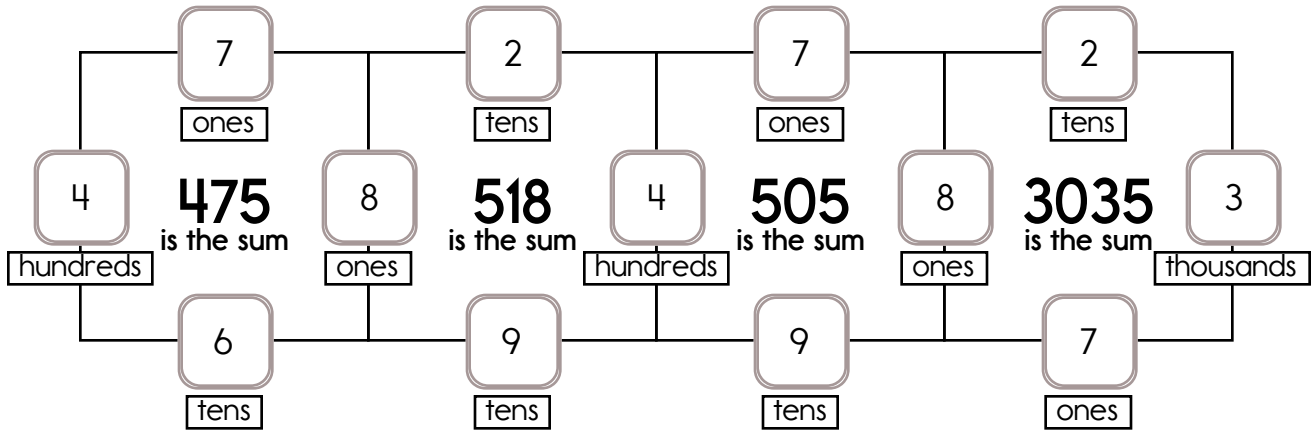 7 2 7 2
ones tens ones tens
4 475 8 518 4 505 8 3035 3
is the sum is the sum is the sum is the sum
hundreds ones hundreds ones thousands
6 9 9 7
tens tens tens ones